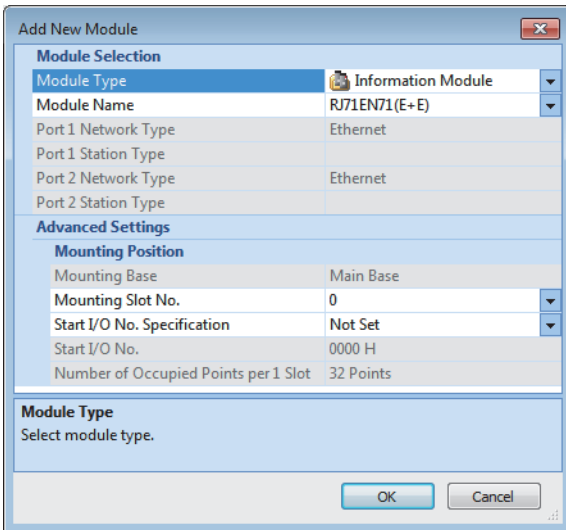 Add New Module
Module Selection
Module Type Information Module
Module Name RJ71EN71(E+E)
Port 1 Network Type Ethernet
Port 1 Station Type
Port 2 Network Type Ethernet
Port 2 Station Type
Advanced Settings
Mounting Position
Mounting Base Main Base
Mounting Slot No. 0
Start I/O No. Specification Not Set
Start I/O No. 0000 H
Number of Occupied Points per 1 Slot 32 Points
Module Type
Select module type.
OK Cancel